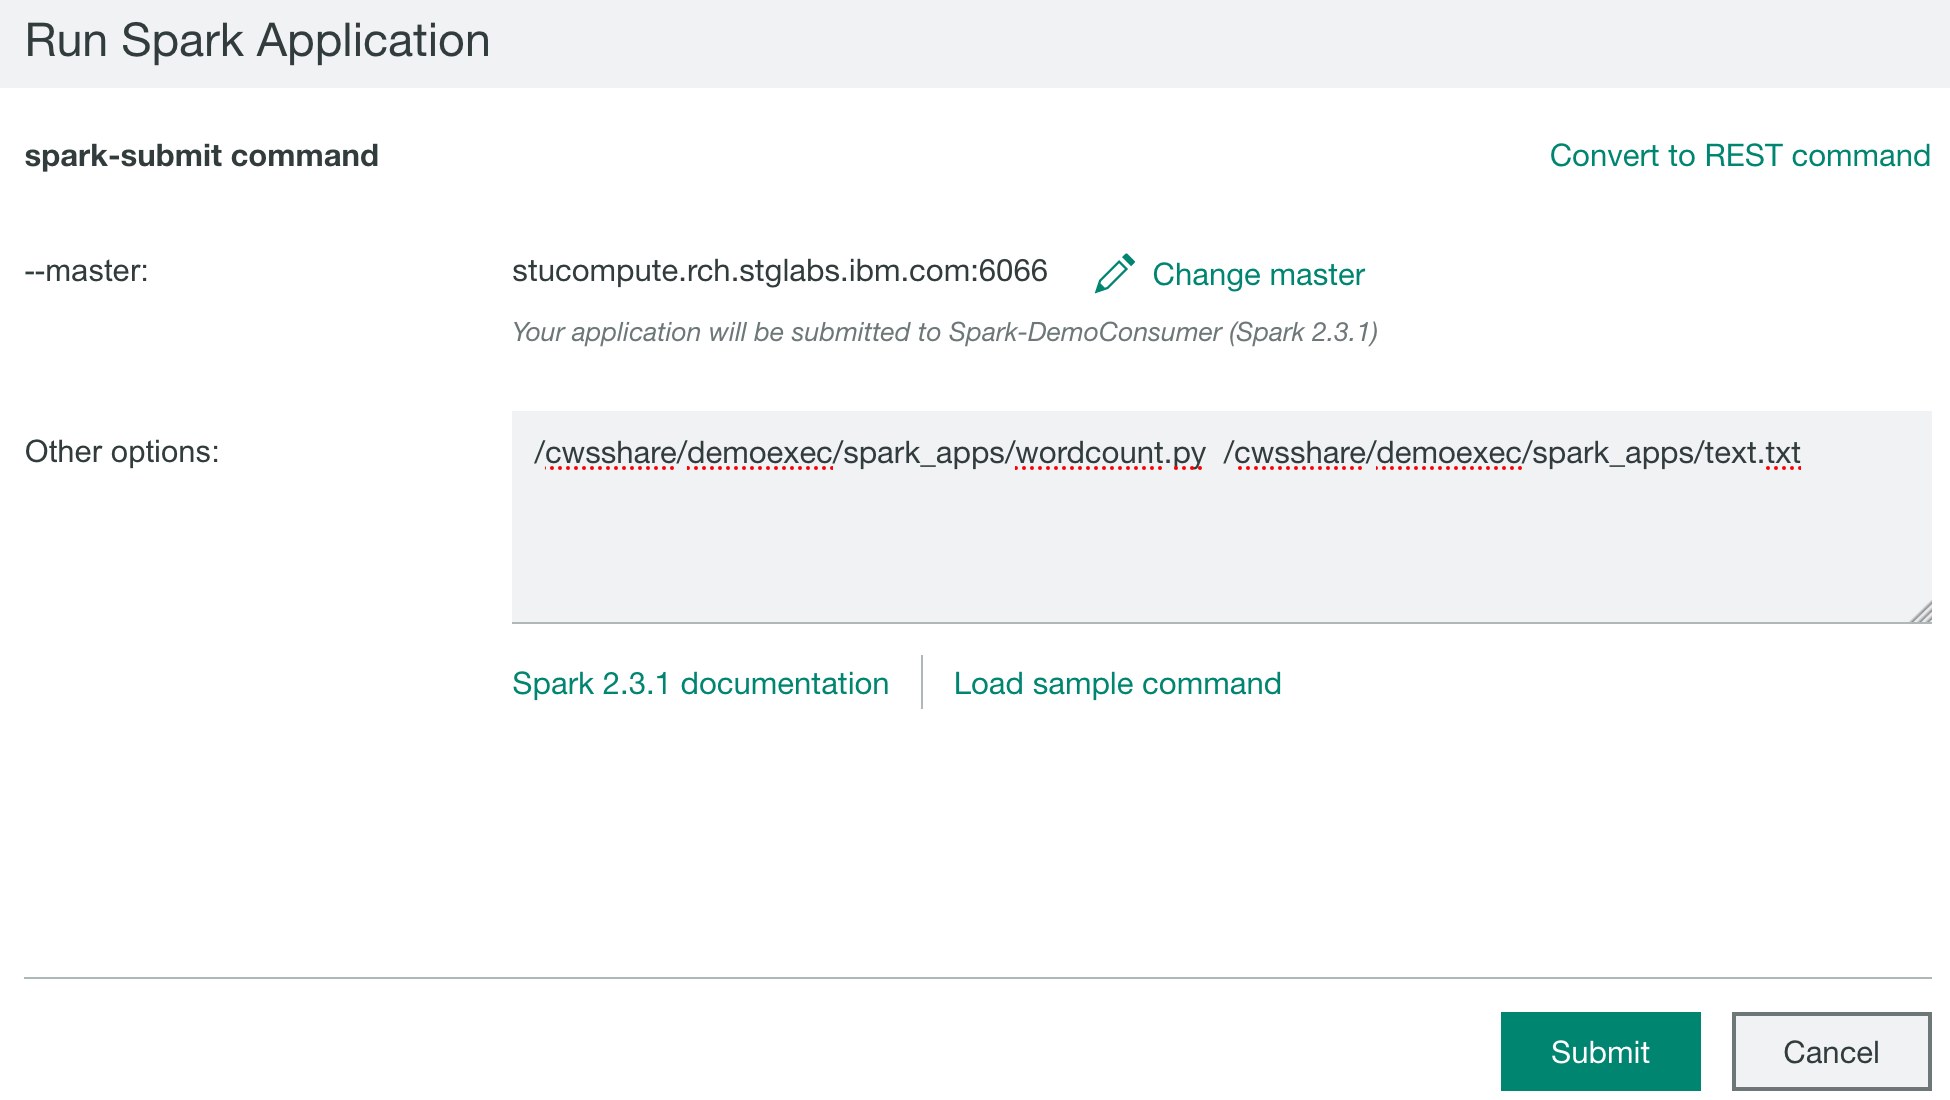 Run Spark Application
spark-submit command
Convert to REST command
--master:
stucompute.rch.stglabs.ibm.com:6066
Change master
Your application will be submitted to Spark-DemoConsumer (Spark 2.3.1)
Other options:
/cwsshare/demoexec/spark_apps/wordcount.py  /cwsshare/demoexec/spark_apps/text.txt
Spark 2.3.1 documentation
Load sample command
Submit
Cancel